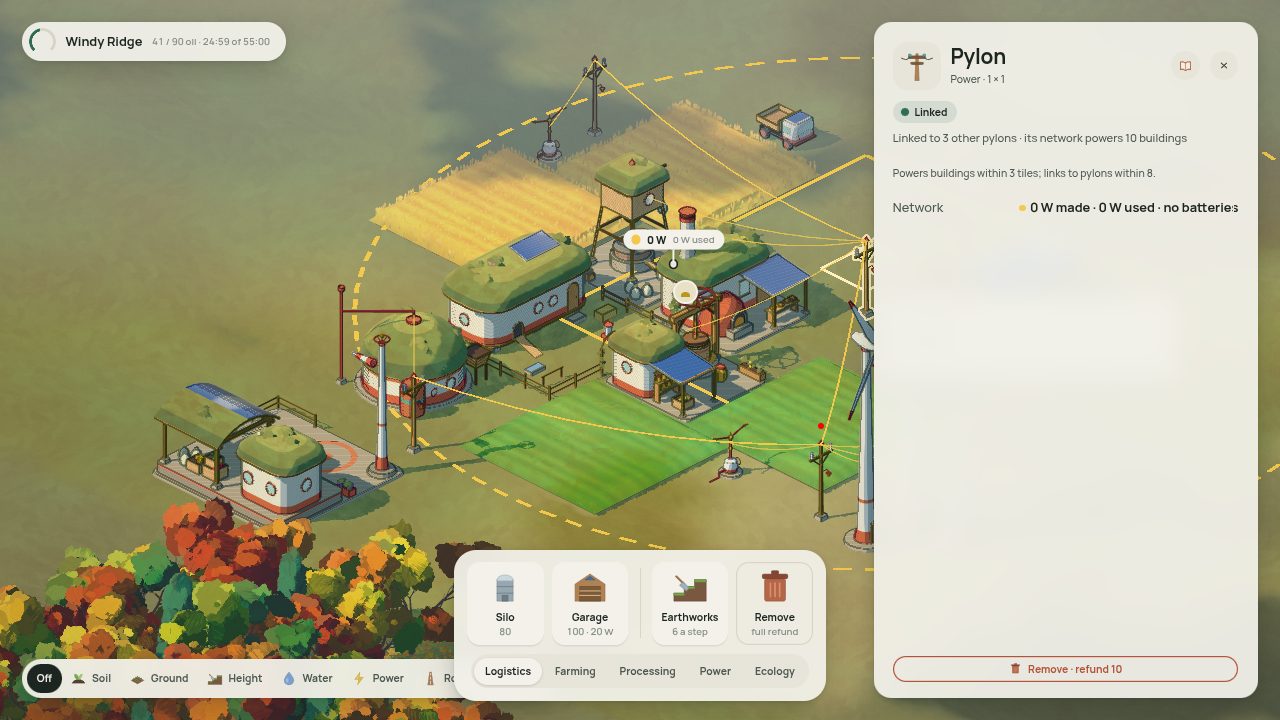 Windy Ridge 41 / 90 oil · 24:59 of 55:00
Pylon
Power · 1 × 1
Linked
Linked to 3 other pylons · its network powers 10 buildings
Powers buildings within 3 tiles; links to pylons within 8.
Network 0 W made · 0 W used · no batteries
0 W 0 W used
Silo
80
Garage
100 · 20 W
Earthworks
6 a step
Remove
full refund
Logistics Farming Processing Power Ecology
Off Soil Ground Height Water Power
Remove · refund 10